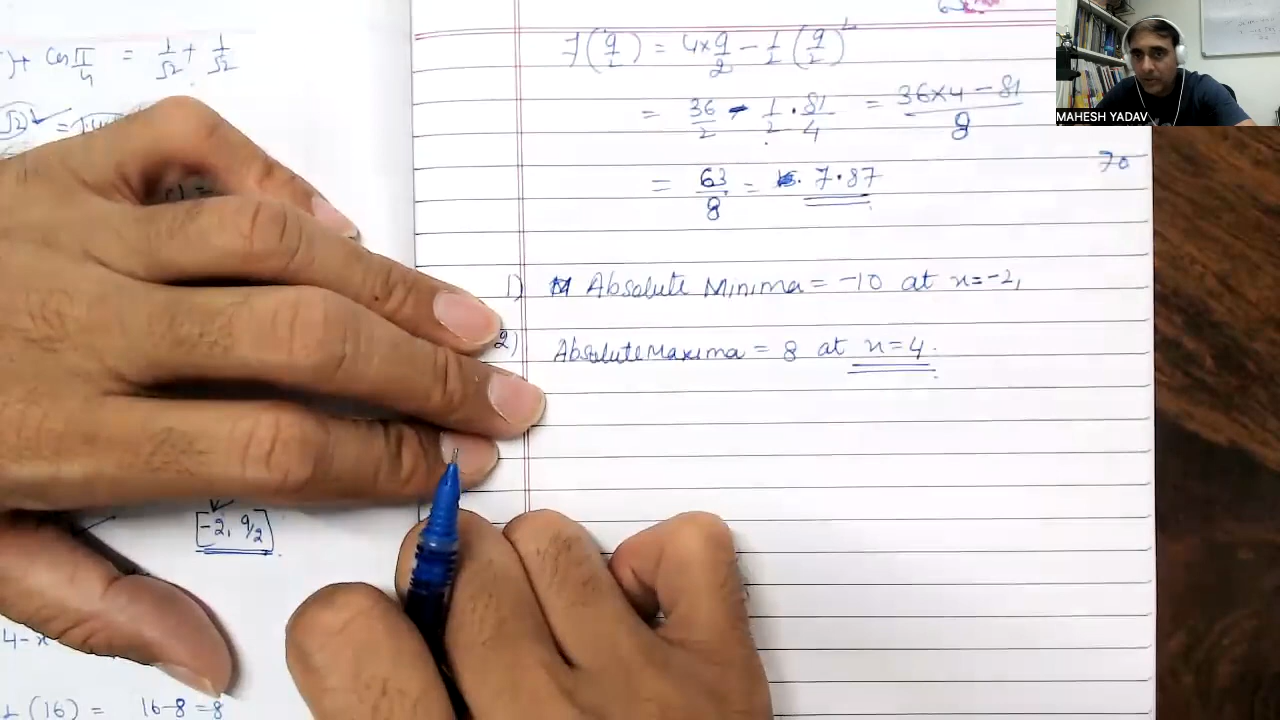 + cos π/4 = 1/√2 + 1/√2
[-2, 9/2]
4-x
(16) = 16-8=8
f(9/2) = 4×9/2 - 1/2 (9/2)²
= 36/2 - 1/2 · 81/4 = 36×4-81/8
= 63/8 = 7.87
70
1) Absolute Minima = -10 at x=-2,
2) Absolute Maxima = 8 at x=4.
MAHESH YADAV